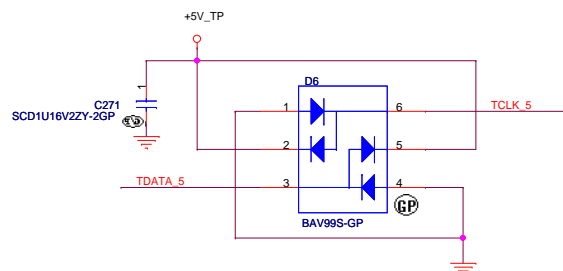 +5V_TP
D6
1
C271
SCD1U16V2ZY-2GP
1
6
TCLK_5
2
5
TDATA_5
3
4
GP
BAV99S-GP